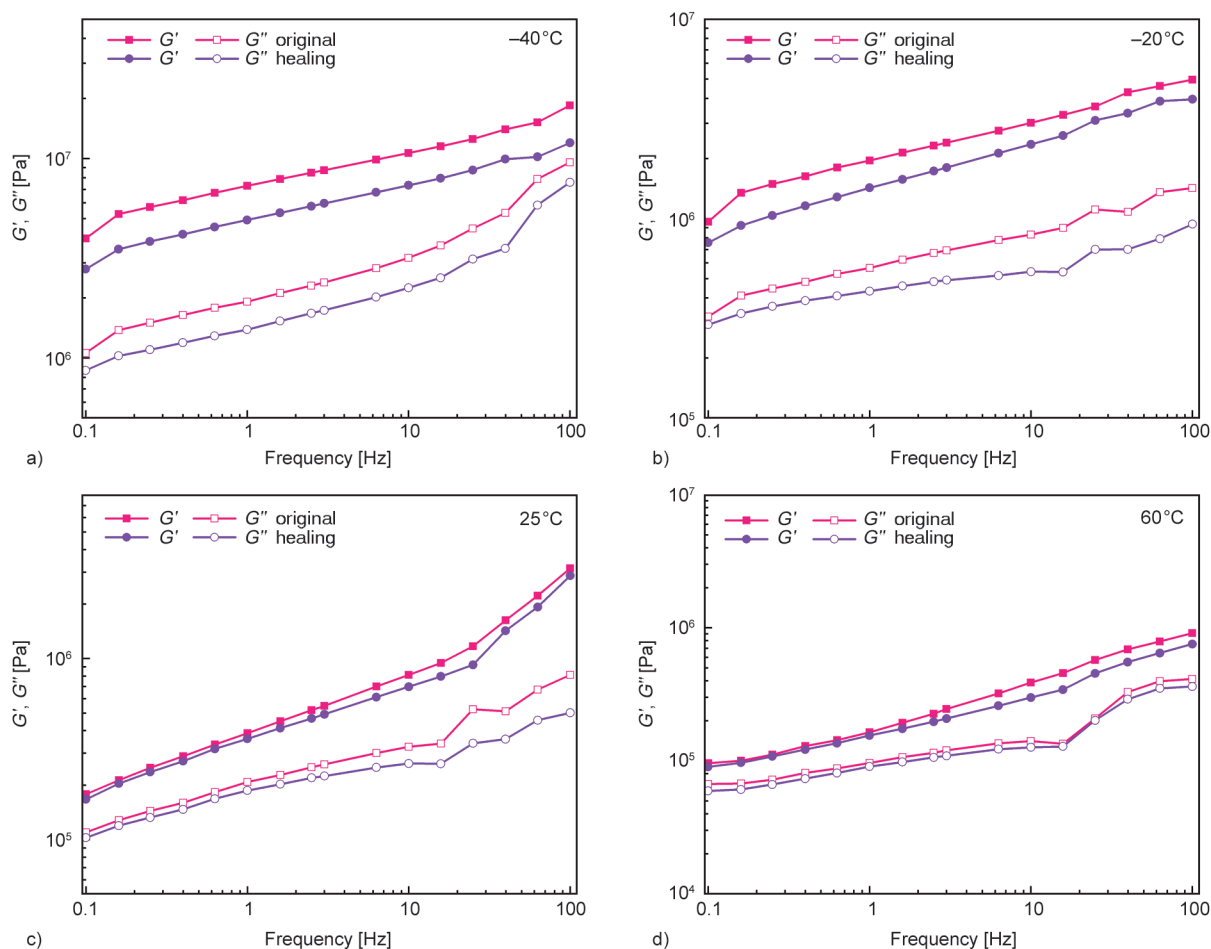 G′ G″ original
G′ G″ healing
–40°C
G′, G″ [Pa]
10⁷
10⁶
0.1 1 10 100
Frequency [Hz]
a)
G′ G″ original
G′ G″ healing
–20°C
G′, G″ [Pa]
10⁷
10⁶
10⁵
0.1 1 10 100
Frequency [Hz]
b)
G′ G″ original
G′ G″ healing
25°C
G′, G″ [Pa]
10⁶
10⁵
0.1 1 10 100
Frequency [Hz]
c)
G′ G″ original
G′ G″ healing
60°C
G′, G″ [Pa]
10⁷
10⁶
10⁵
10⁴
0.1 1 10 100
Frequency [Hz]
d)